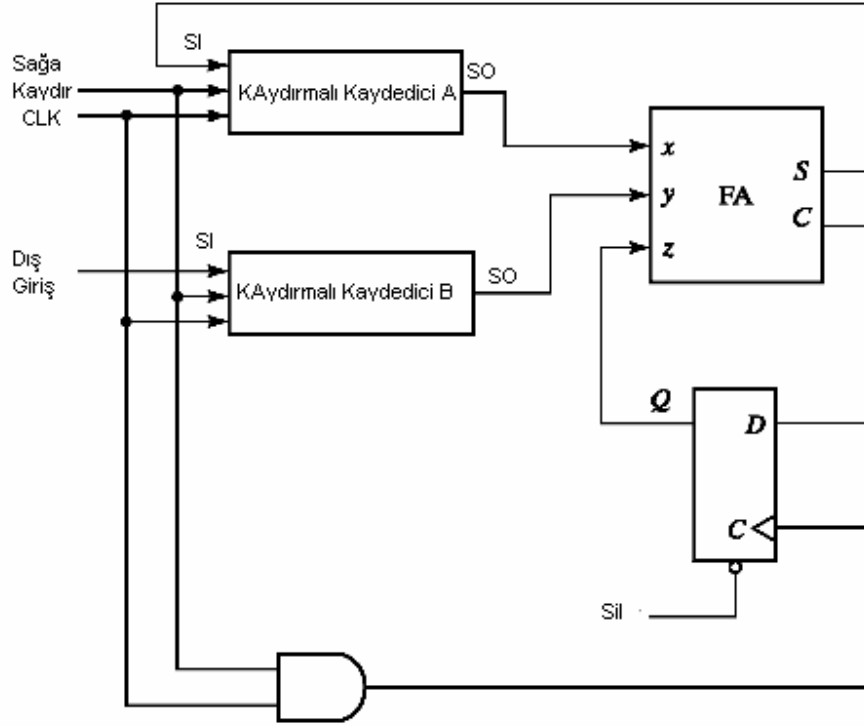 SI
Sağa
Kaydır
CLK
KAydırmalı Kaydedici A
SO
x
y
z
FA
S
C
Dış
Giriş
SI
KAydırmalı Kaydedici B
SO
Q
D
C
Sil